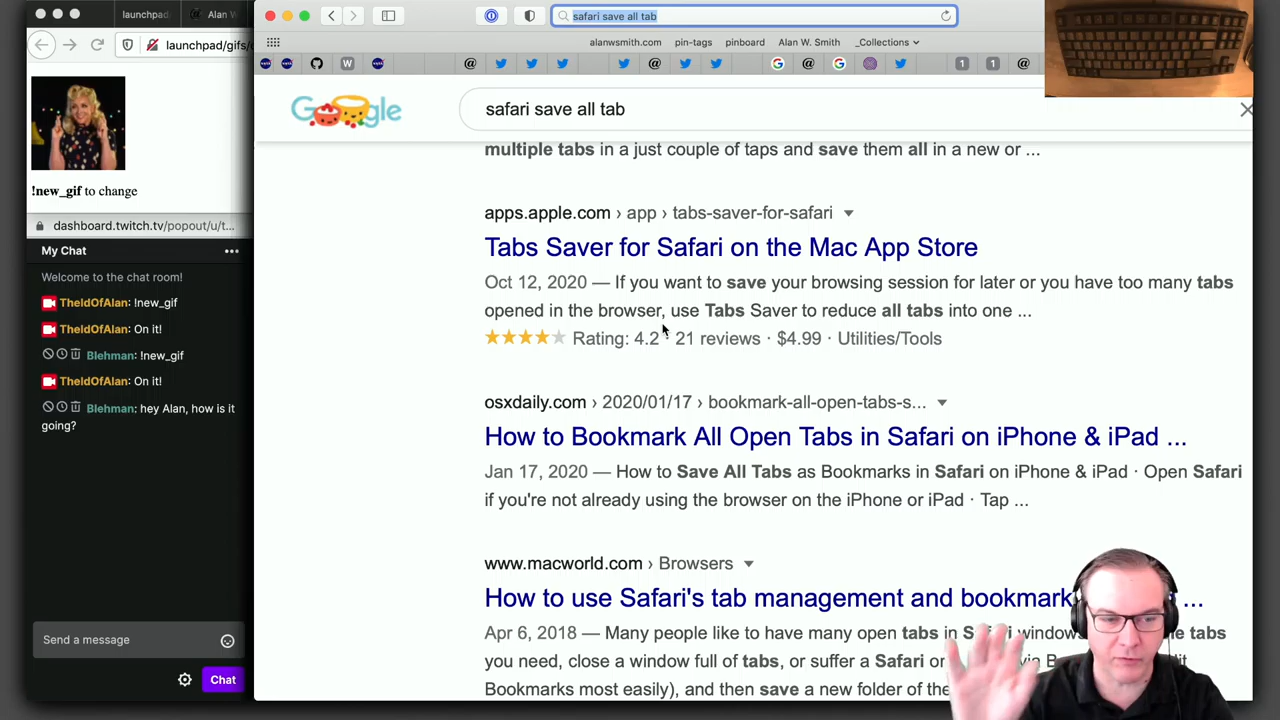 launchpad
Alan W
launchpad/gifs/
!new_gif to change
dashboard.twitch.tv/popout/u/t...
My Chat
Welcome to the chat room!
TheIdOfAlan: !new_gif
TheIdOfAlan: On it!
Blehman: !new_gif
TheIdOfAlan: On it!
Blehman: hey Alan, how is it
going?
Send a message
Chat
safari save all tab
alanwsmith.com pin-tags pinboard Alan W. Smith _Collections
Google
safari save all tab
multiple tabs in a just couple of taps and save them all in a new or ...
apps.apple.com › app › tabs-saver-for-safari
Tabs Saver for Safari on the Mac App Store
Oct 12, 2020 — If you want to save your browsing session for later or you have too many tabs
opened in the browser, use Tabs Saver to reduce all tabs into one ...
Rating: 4.2 · 21 reviews · $4.99 · Utilities/Tools
osxdaily.com › 2020/01/17 › bookmark-all-open-tabs-s...
How to Bookmark All Open Tabs in Safari on iPhone & iPad ...
Jan 17, 2020 — How to Save All Tabs as Bookmarks in Safari on iPhone & iPad · Open Safari
if you're not already using the browser on the iPhone or iPad · Tap ...
www.macworld.com › Browsers
How to use Safari's tab management and bookmark ...
Apr 6, 2018 — Many people like to have many open tabs in Safari window tabs
you need, close a window full of tabs, or suffer a Safari or
Bookmarks most easily), and then save a new folder of the